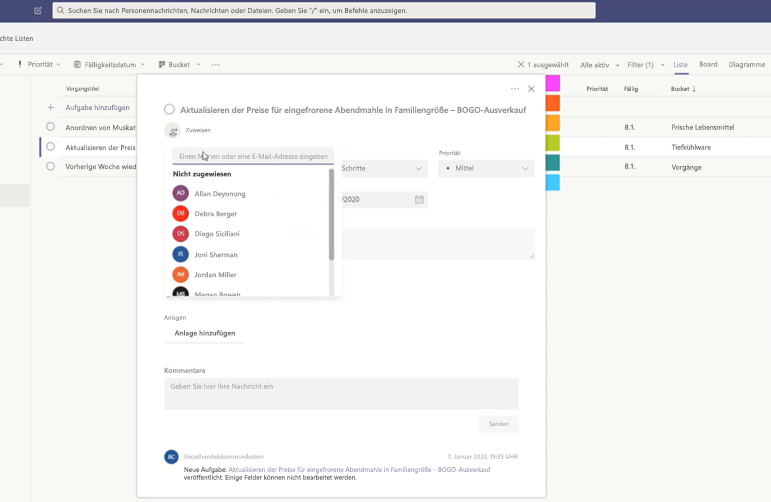 Suchen Sie nach Personennachrichten, Nachrichten oder Dateien. Geben Sie "/" ein, um Befehle anzuzeigen.
chte Listen
Priorität
Fälligkeitsdatum
Bucket
1 ausgewählt
Alle aktiv
Filter (1)
Liste
Board
Diagramme
Vorgangstitel
Priorität
Fällig
Bucket ↓
Aufgabe hinzufügen
Anordnen von Muskat
8.1.
Frische Lebensmittel
Aktualisieren der Preis
8.1.
Tiefkühlware
Vorherige Woche wied
8.1.
Vorgänge
Aktualisieren der Preise für eingefrorene Abendmahle in Familiengröße – BOGO-Ausverkauf
Zuweisen
Einen Namen oder eine E-Mail-Adresse eingeben
Nicht zugewiesen
AD Allan Deyonung
DB Debra Berger
DS Diego Siciliani
JS Joni Sherman
JM Jordan Miller
MB Megan Bowen
Schritte
Priorität
Mittel
/2020
Anlagen
Anlage hinzufügen
Kommentare
Geben Sie hier Ihre Nachricht ein
Senden
RC Einzelhandelkommunikation
7. Januar 2020, 19:35 UHR
Neue Aufgabe: Aktualisieren der Preise für eingefrorene Abendmahle in Familiengröße – BOGO-Ausverkauf
veröffentlicht. Einige Felder können nicht bearbeitet werden.